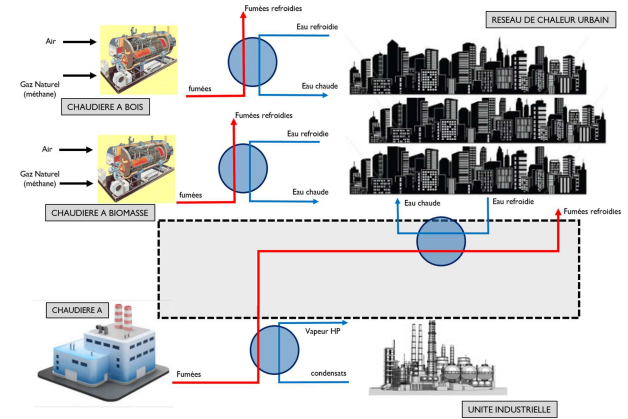 Fumées refroidies
RESEAU DE CHALEUR URBAIN
Eau refroidie
Air
Gaz Naturel
(méthane)
fumées
Eau chaude
CHAUDIERE A BOIS
Fumées refroidies
Eau refroidie
Air
Gaz Naturel
(méthane)
fumées
Eau chaude
CHAUDIERE A BIOMASSE
Eau chaude
Eau refroidie
Fumées refroidies
CHAUDIERE A
Vapeur HP
Fumées
condensats
UNITE INDUSTRIELLE